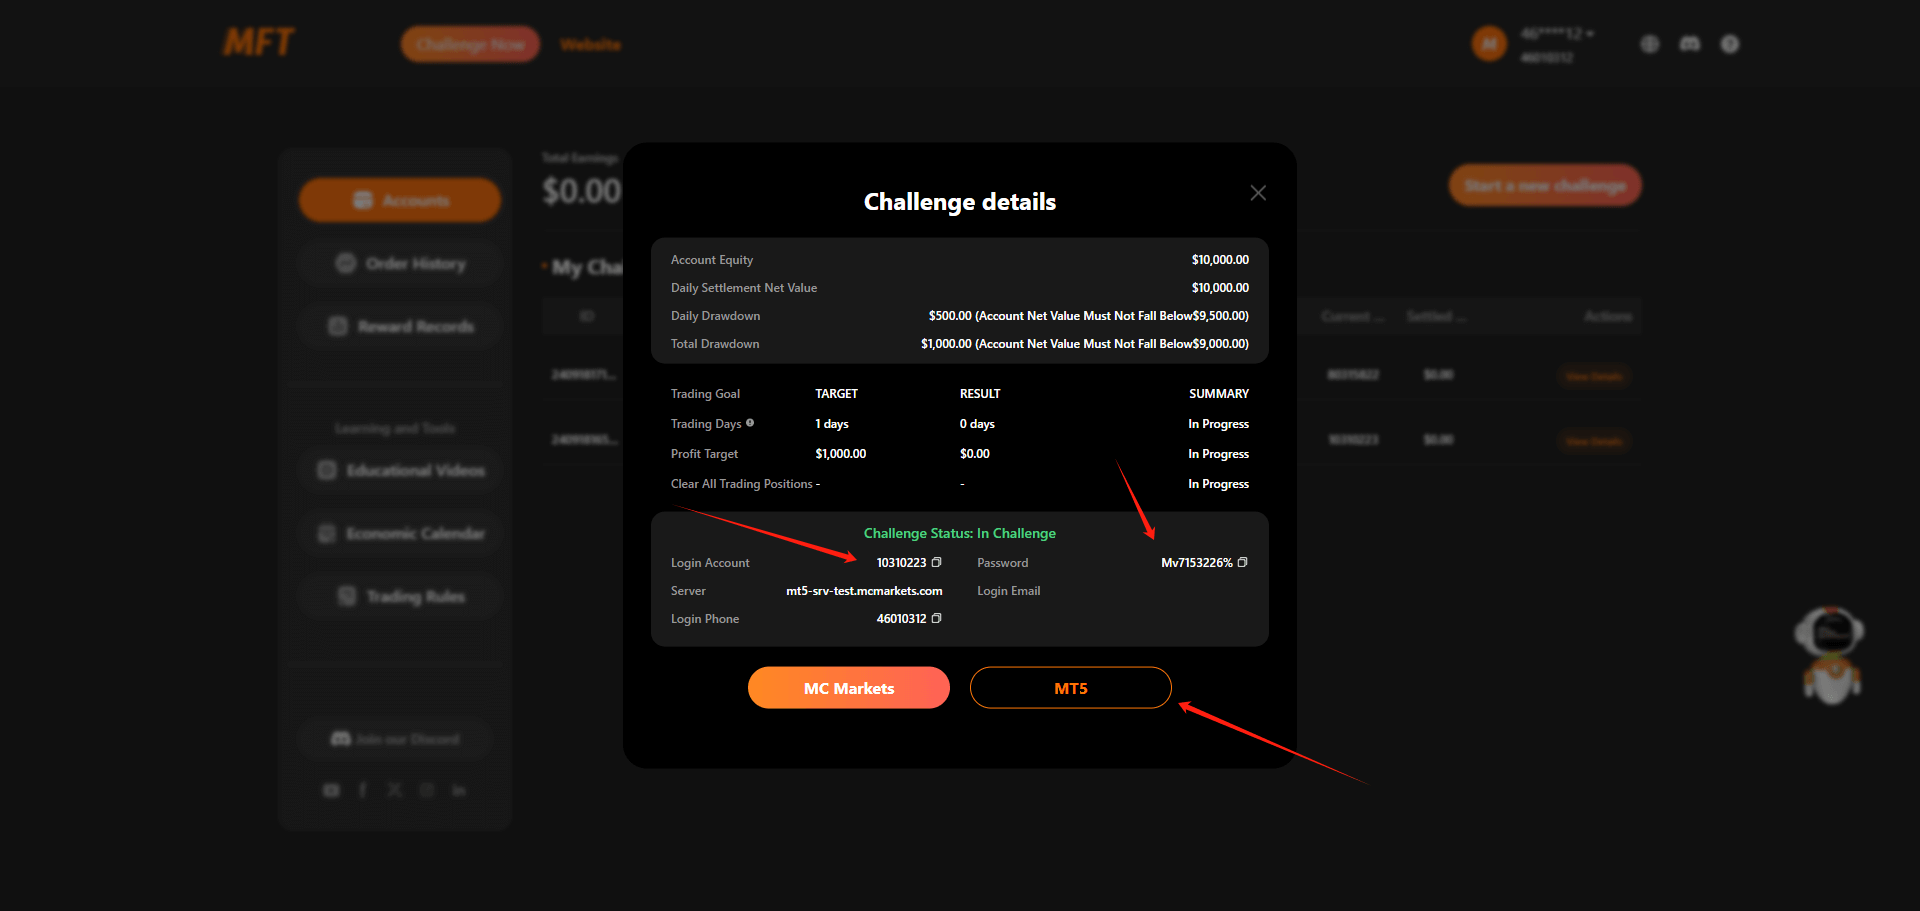 MFT
Challenge Now
Website
46****12
46010312
Total Earnings
$0.00
Start a new challenge
Accounts
Order History
Reward Records
Learning and Tools
Educational Videos
Economic Calendar
Trading Rules
Join our Discord
My Cha
ID
Current ...
Settled ...
Actions
80315822
$0.00
View Details
10310223
$0.00
View Details
Challenge details
Account Equity $10,000.00
Daily Settlement Net Value $10,000.00
Daily Drawdown $500.00 (Account Net Value Must Not Fall Below$9,500.00)
Total Drawdown $1,000.00 (Account Net Value Must Not Fall Below$9,000.00)
Trading Goal TARGET RESULT SUMMARY
Trading Days 1 days 0 days In Progress
Profit Target $1,000.00 $0.00 In Progress
Clear All Trading Positions - - In Progress
Challenge Status: In Challenge
Login Account 10310223 Password Mv7153226%
Server mt5-srv-test.mcmarkets.com Login Email
Login Phone 46010312
MC Markets
MT5